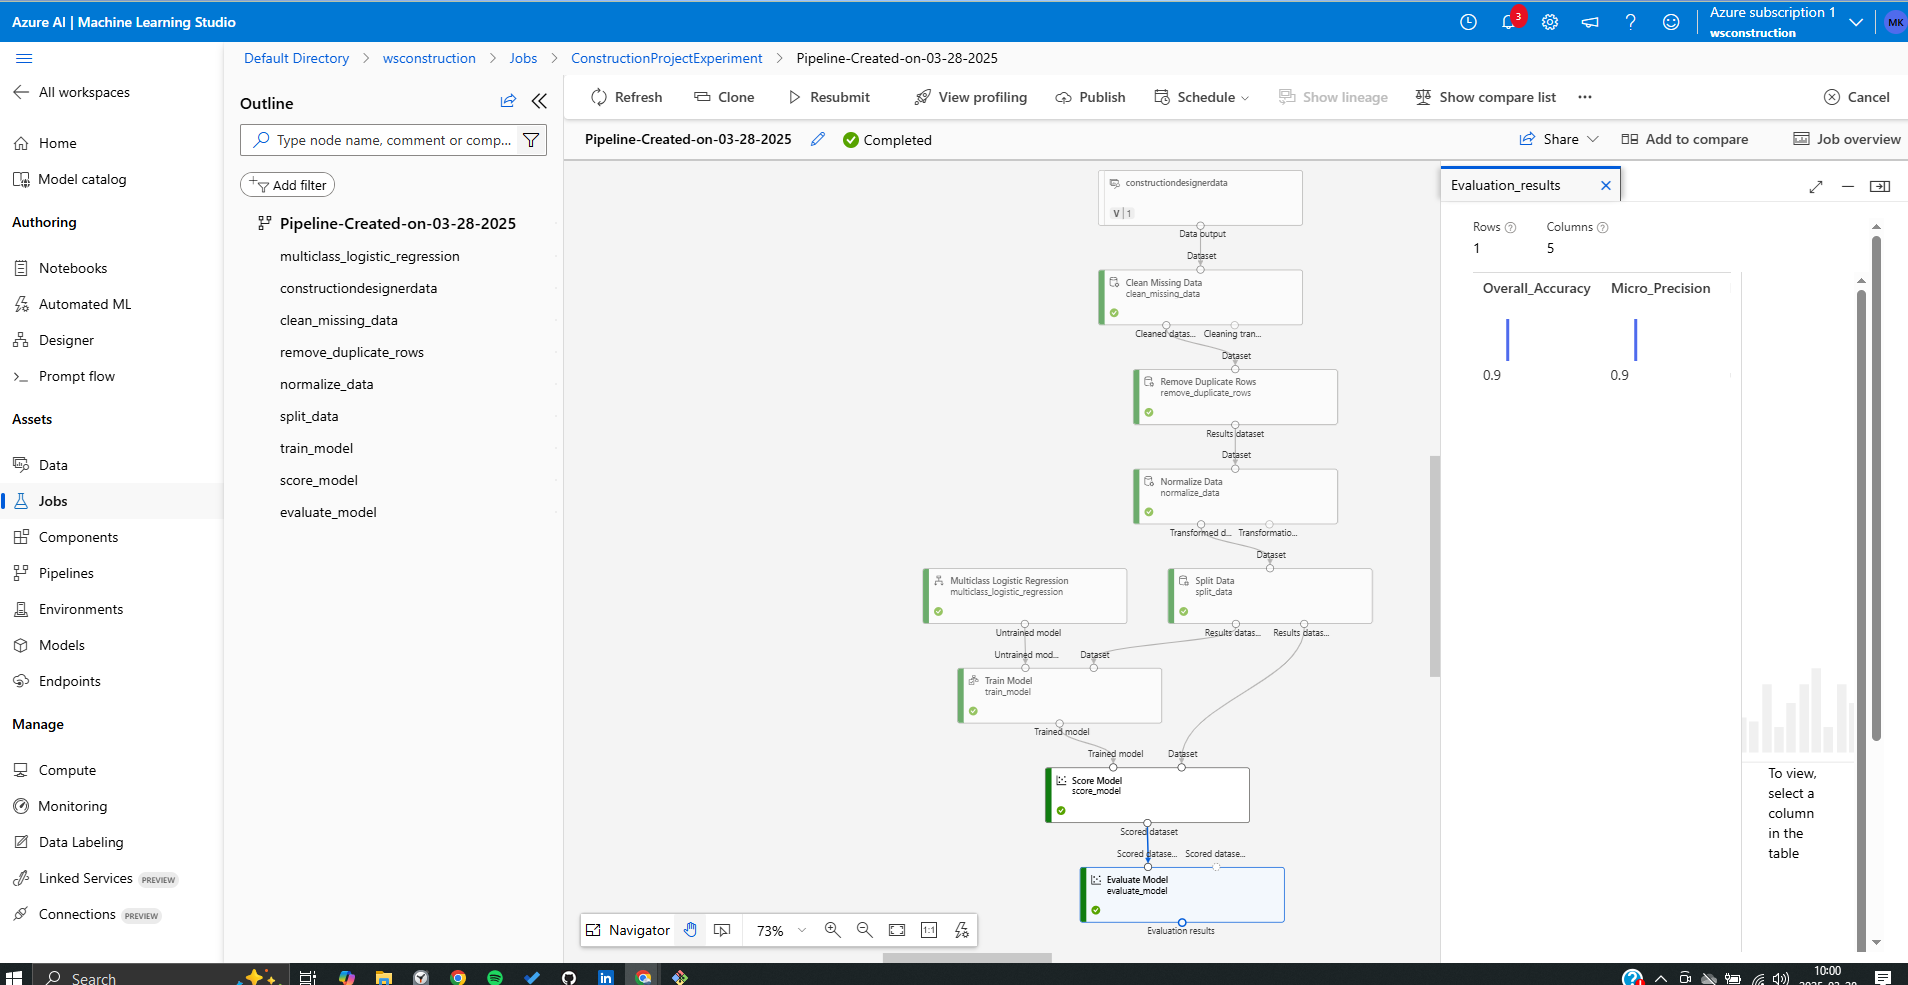 Azure AI | Machine Learning Studio
3
Azure subscription 1
wsconstruction
MK
All workspaces
Home
Model catalog
Authoring
Notebooks
Automated ML
Designer
Prompt flow
Assets
Data
Jobs
Components
Pipelines
Environments
Models
Endpoints
Manage
Compute
Monitoring
Data Labeling
Linked Services PREVIEW
Connections PREVIEW
Default Directory > wsconstruction > Jobs > ConstructionProjectExperiment > Pipeline-Created-on-03-28-2025
Outline
Type node name, comment or comp...
Add filter
Pipeline-Created-on-03-28-2025
multiclass_logistic_regression
constructiondesignerdata
clean_missing_data
remove_duplicate_rows
normalize_data
split_data
train_model
score_model
evaluate_model
Refresh Clone Resubmit View profiling Publish Schedule Show lineage Show compare list ... Cancel
Pipeline-Created-on-03-28-2025 Completed Share Add to compare Job overview
constructiondesignerdata
V | 1
Data output
Dataset
Clean Missing Data
clean_missing_data
Cleaned datas... Cleaning tran...
Dataset
Remove Duplicate Rows
remove_duplicate_rows
Results dataset
Dataset
Normalize Data
normalize_data
Transformed d... Transformatio...
Dataset
Multiclass Logistic Regression
multiclass_logistic_regression
Split Data
split_data
Untrained model
Results datas... Results datas...
Untrained mod... Dataset
Train Model
train_model
Trained model
Trained model Dataset
Score Model
score_model
Scored dataset
Scored datase... Scored datase...
Evaluate Model
evaluate_model
Evaluation results
Navigator 73% 1:1
Evaluation_results
Rows Columns
1 5
Overall_Accuracy Micro_Precision
0.9 0.9
To view,
select a
column
in the
table
Search
10:00